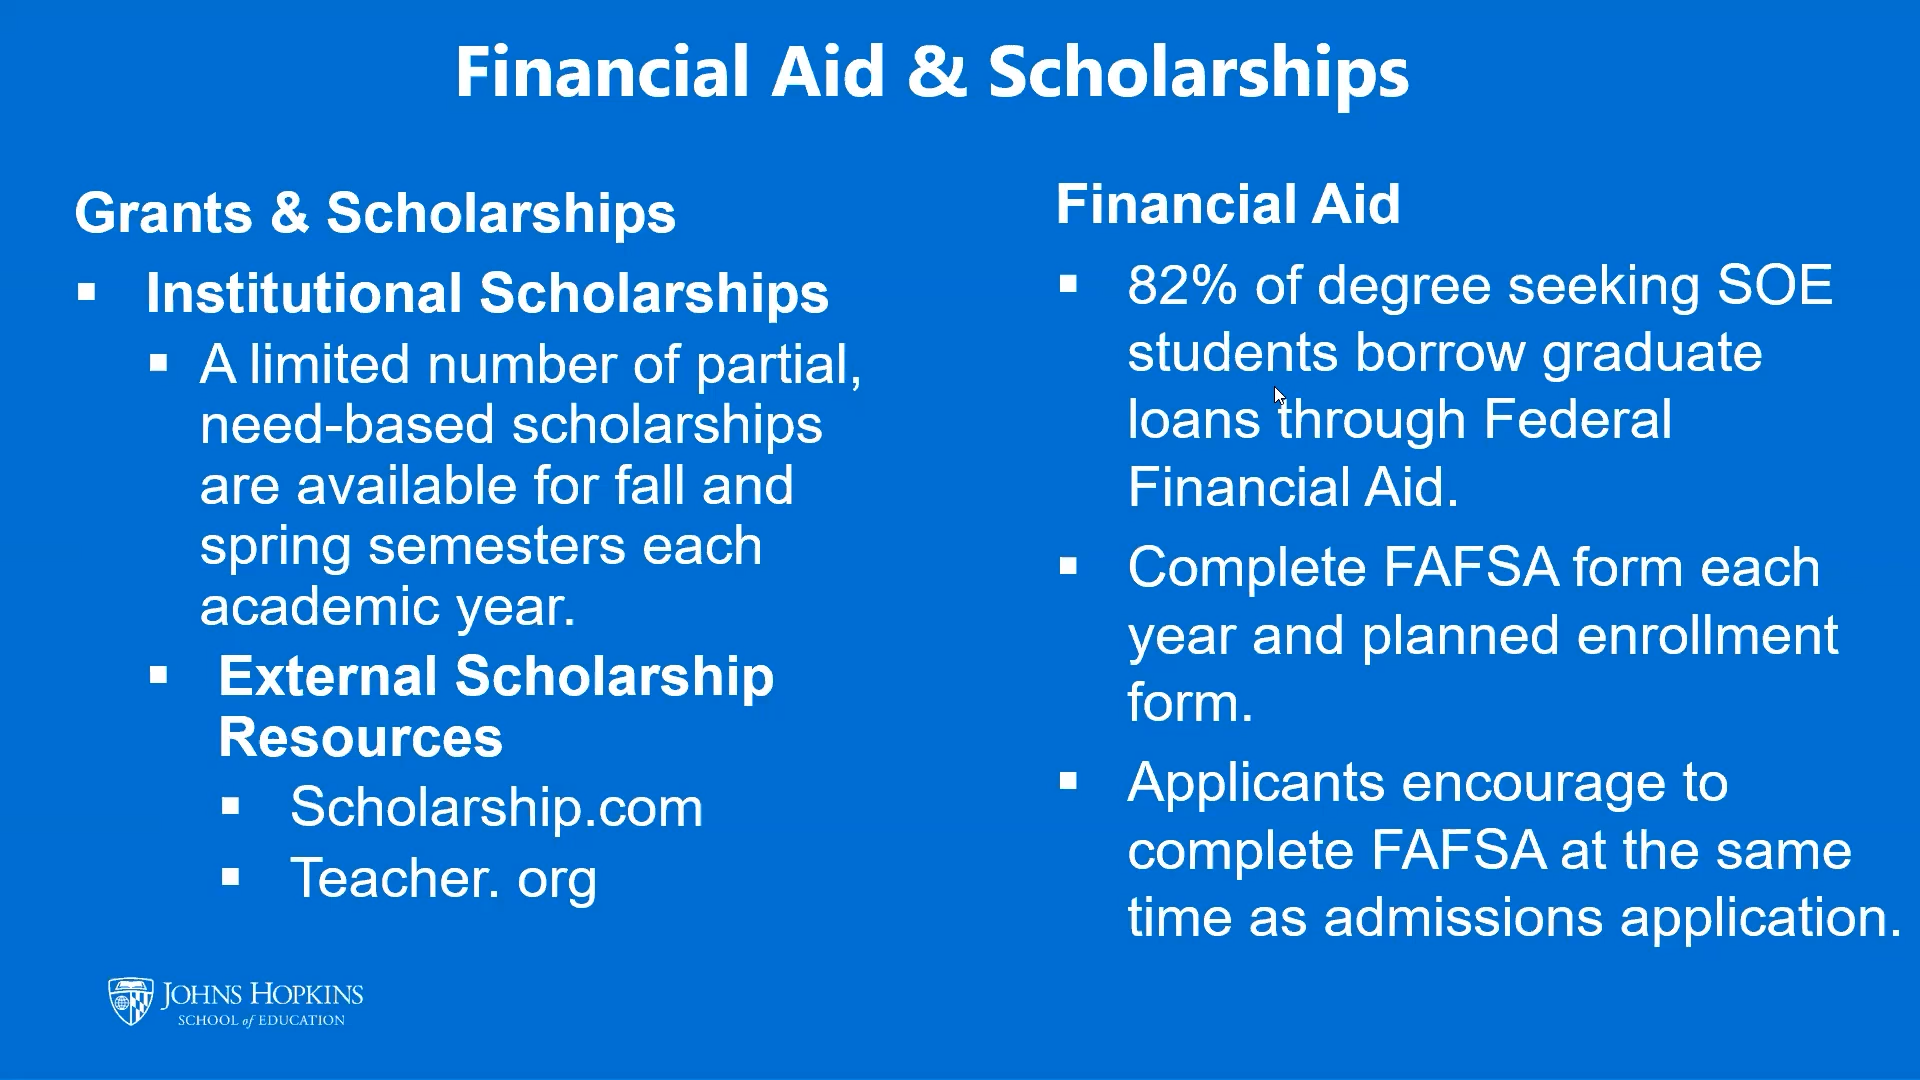 Financial Aid & Scholarships
Grants & Scholarships
Institutional Scholarships
A limited number of partial,
need-based scholarships
are available for fall and
spring semesters each
academic year.
External Scholarship
Resources
Scholarship.com
Teacher. org
Financial Aid
82% of degree seeking SOE
students borrow graduate
loans through Federal
Financial Aid.
Complete FAFSA form each
year and planned enrollment
form.
Applicants encourage to
complete FAFSA at the same
time as admissions application.
JOHNS HOPKINS
SCHOOL of EDUCATION